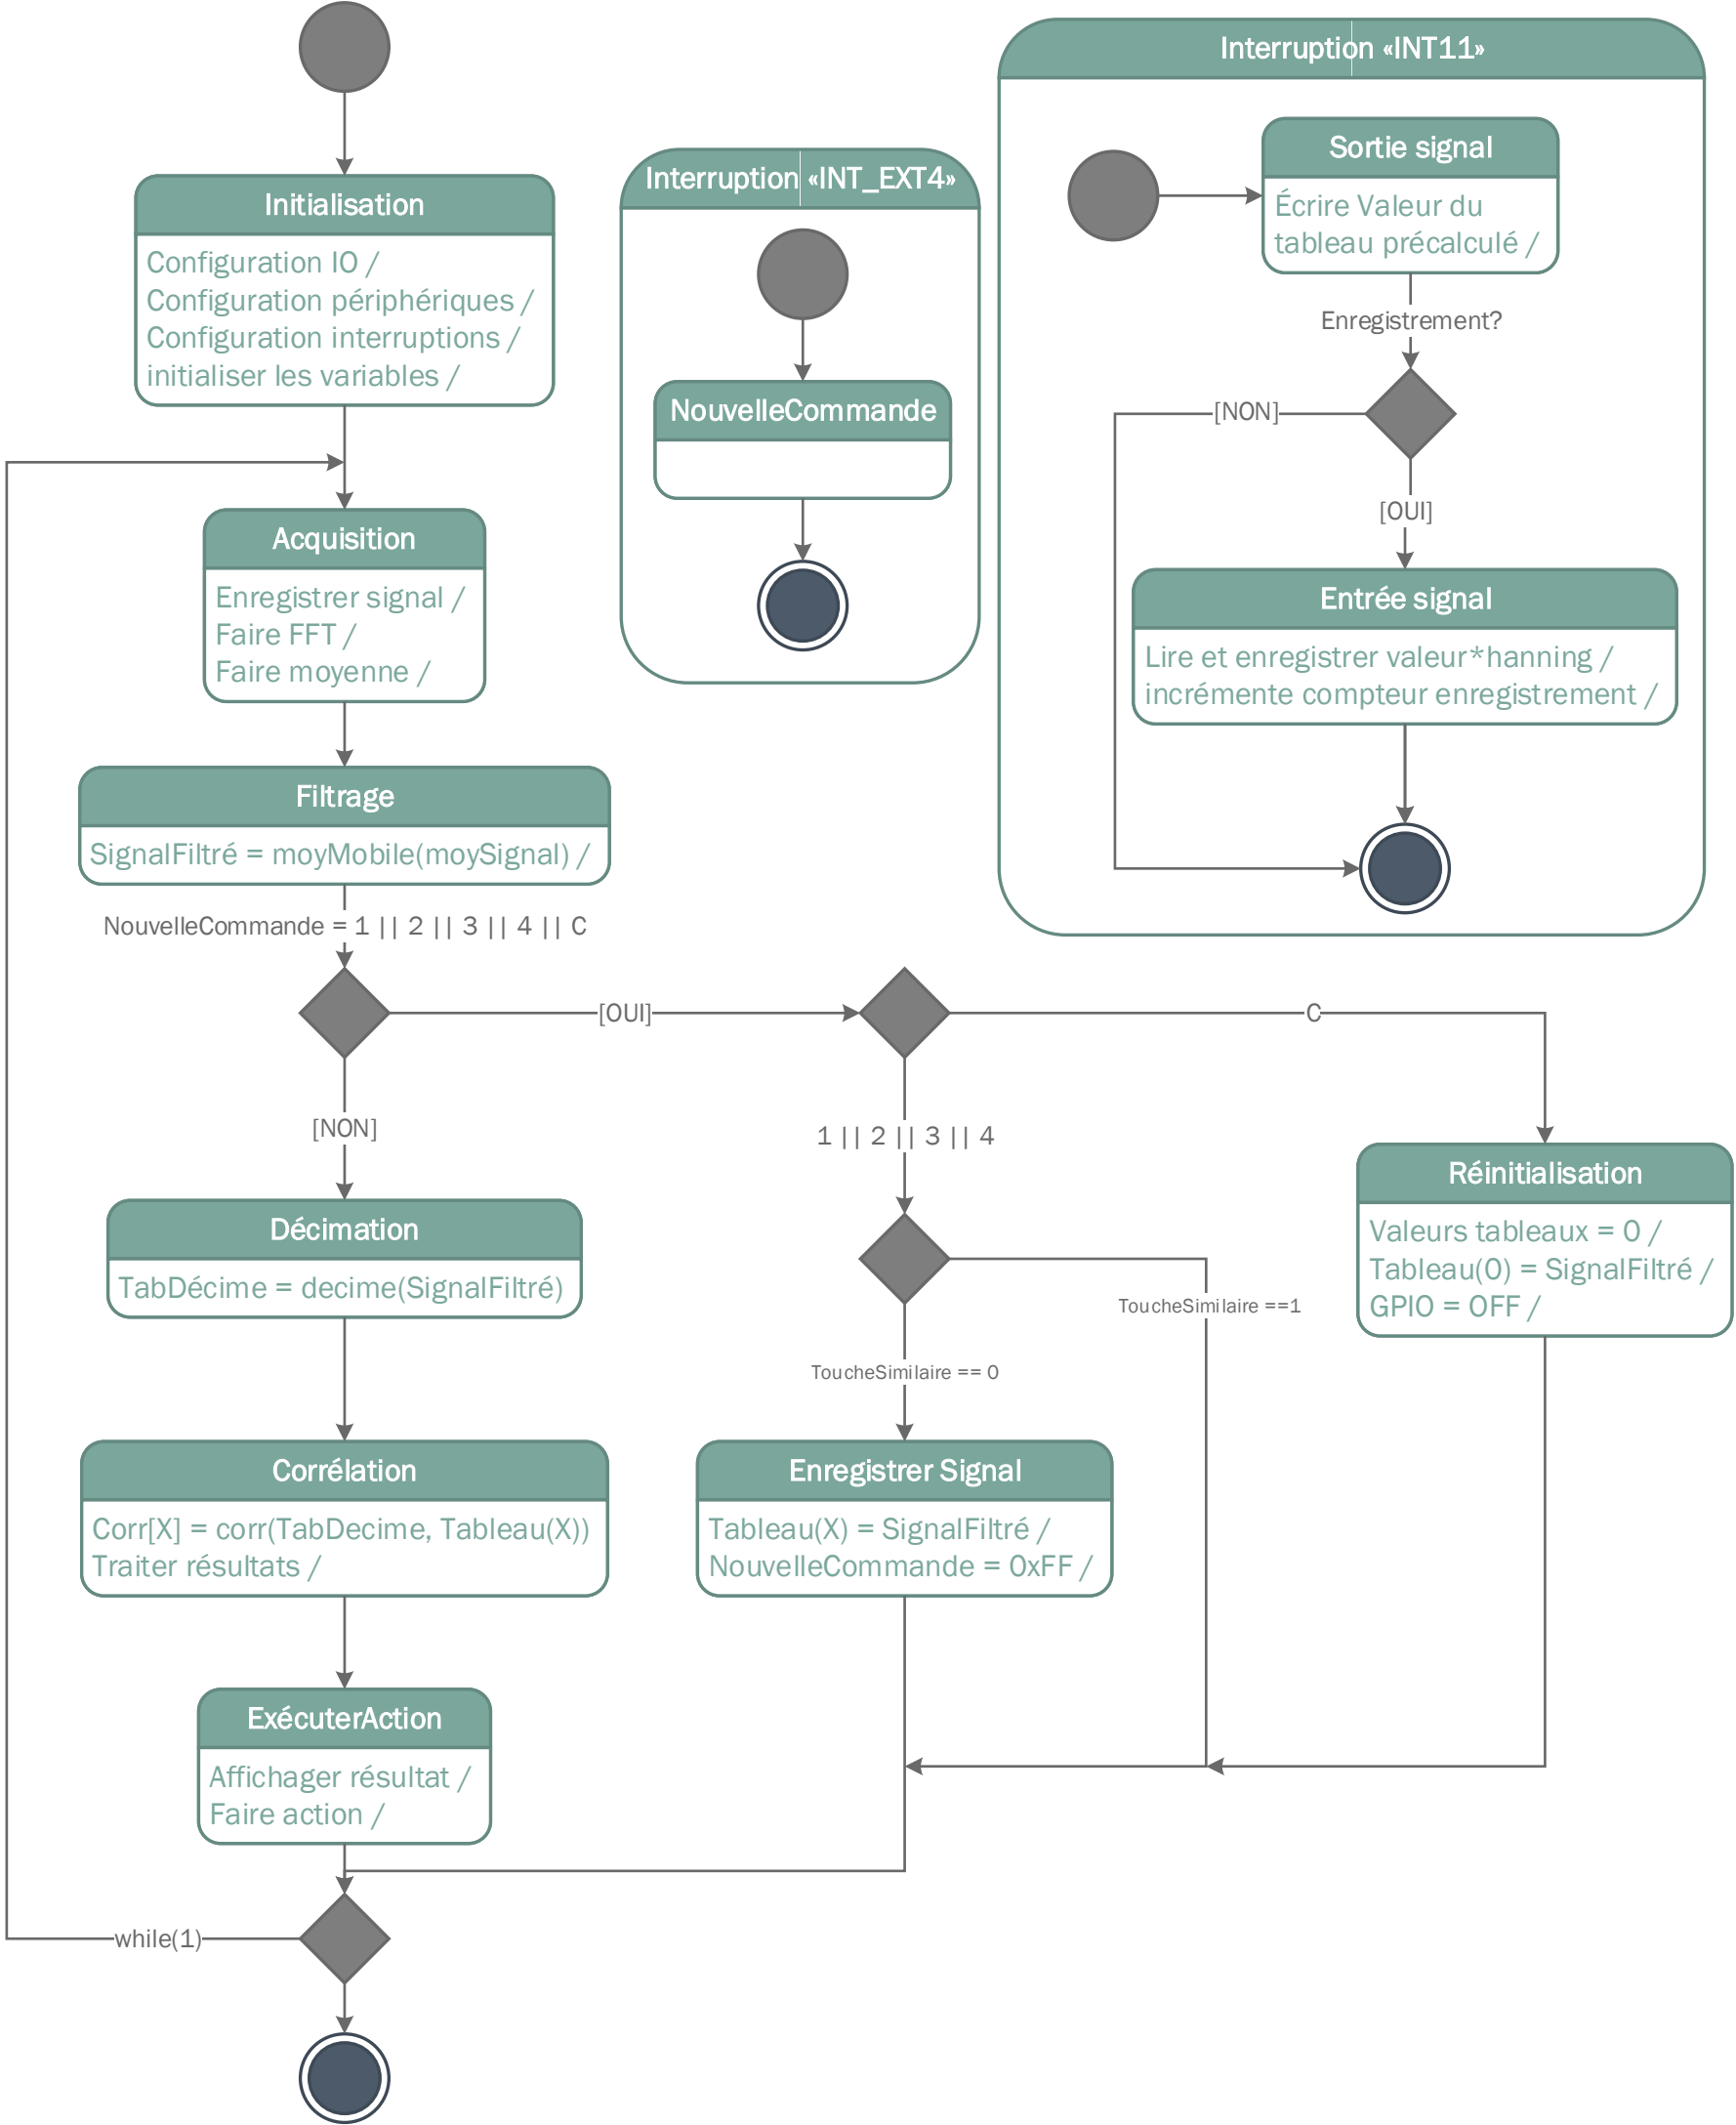 Initialisation
Configuration IO /
Configuration périphériques /
Configuration interruptions /
initialiser les variables /
Acquisition
Enregistrer signal /
Faire FFT /
Faire moyenne /
Filtrage
SignalFiltré = moyMobile(moySignal) /
NouvelleCommande = 1 || 2 || 3 || 4 || C
Interruption «INT_EXT4»
NouvelleCommande
Interruption «INT11»
Sortie signal
Écrire Valeur du
tableau précalculé /
Enregistrement?
[NON]
[OUI]
Entrée signal
Lire et enregistrer valeur*hanning /
incrémente compteur enregistrement /
[OUI]
C
[NON]
1 || 2 || 3 || 4
Réinitialisation
Valeurs tableaux = 0 /
Tableau(0) = SignalFiltré /
GPIO = OFF /
Décimation
TabDécime = decime(SignalFiltré)
ToucheSimilaire ==1
ToucheSimilaire == 0
Corrélation
Corr[X] = corr(TabDecime, Tableau(X))
Traiter résultats /
Enregistrer Signal
Tableau(X) = SignalFiltré /
NouvelleCommande = 0xFF /
ExécuterAction
Affichager résultat /
Faire action /
while(1)